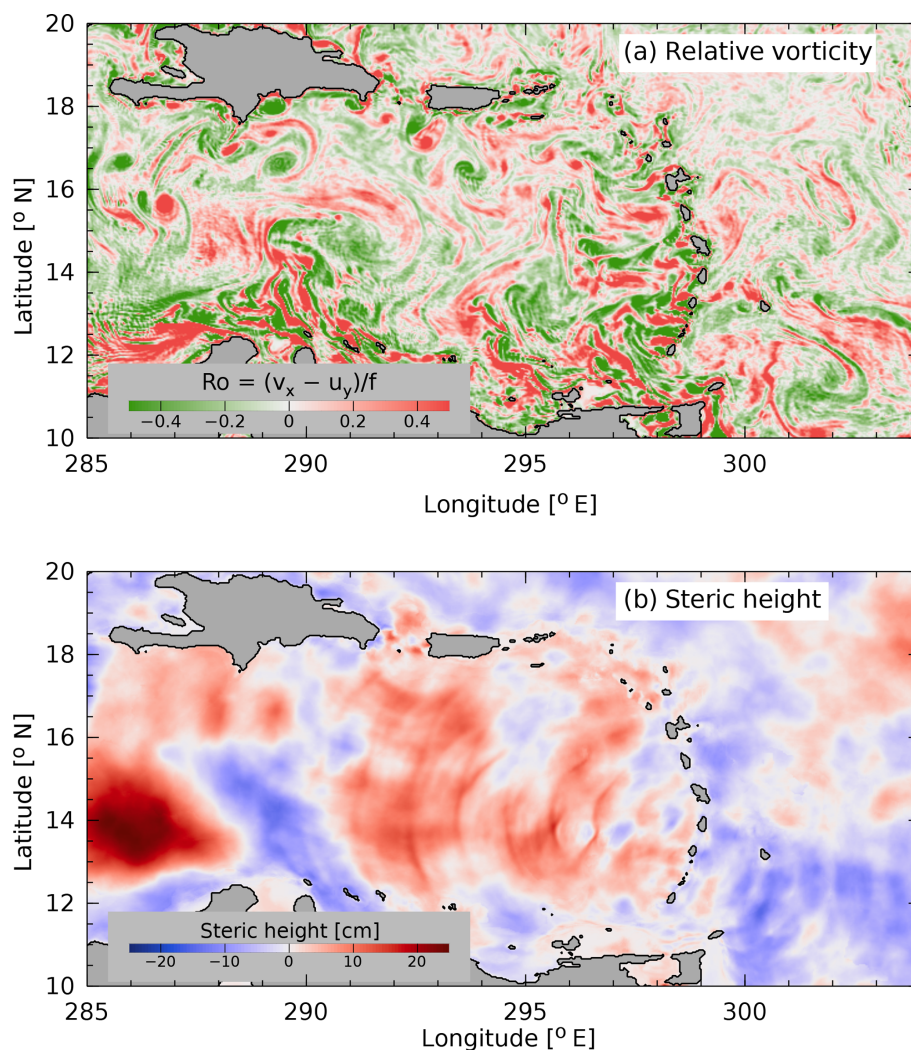 20
(a) Relative vorticity
18
16
Latitude [° N]
14
12
Ro = (v_x − u_y)/f
−0.4 −0.2 0 0.2 0.4
10
285 290 295 300
Longitude [° E]
20
(b) Steric height
18
16
Latitude [° N]
14
12
Steric height [cm]
−20 −10 0 10 20
10
285 290 295 300
Longitude [° E]